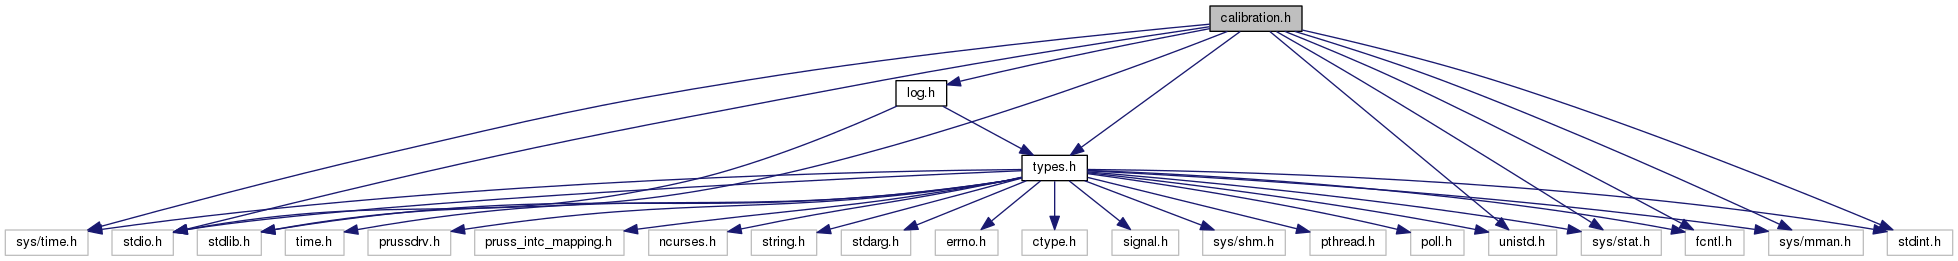 calibration.h
log.h
types.h
sys/time.h
stdio.h
stdlib.h
time.h
prussdrv.h
pruss_intc_mapping.h
ncurses.h
string.h
stdarg.h
errno.h
ctype.h
signal.h
sys/shm.h
pthread.h
poll.h
unistd.h
sys/stat.h
fcntl.h
sys/mman.h
stdint.h